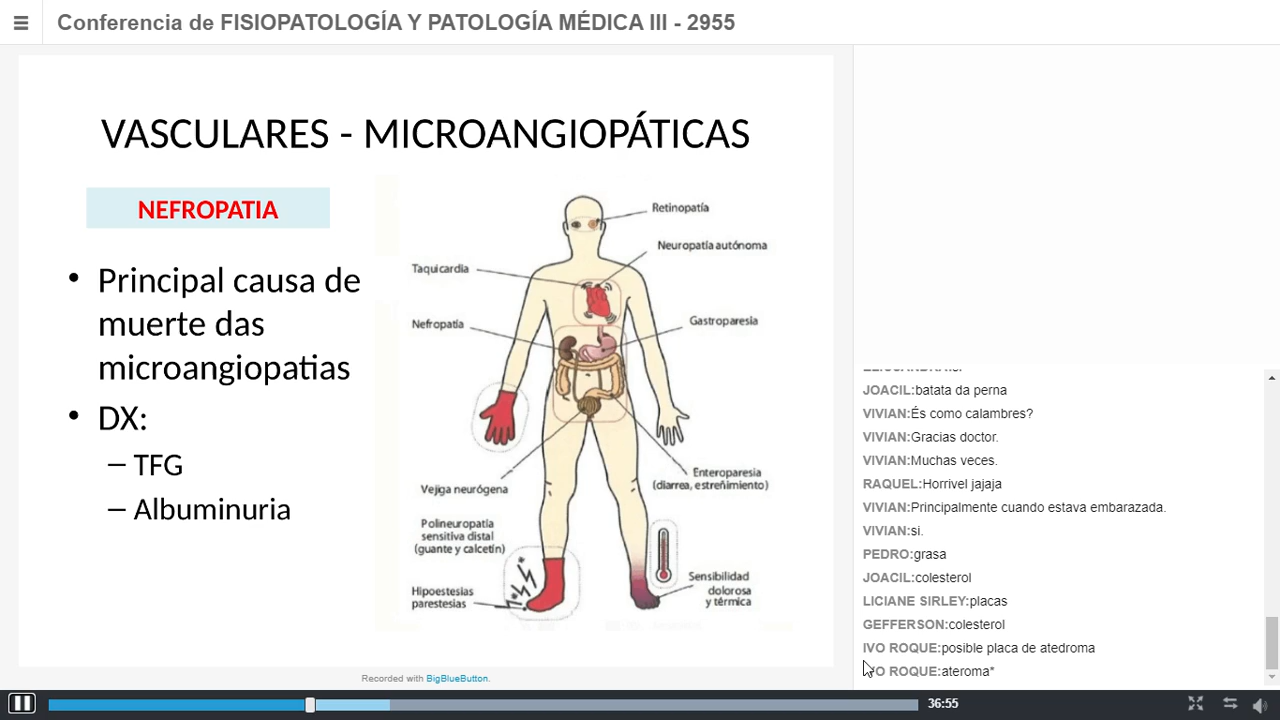 Conferencia de FISIOPATOLOGÍA Y PATOLOGÍA MÉDICA III - 2955
VASCULARES - MICROANGIOPÁTICAS
NEFROPATIA
• Principal causa de
muerte das
microangiopatias
• DX:
– TFG
– Albuminuria
Retinopatía
Neuropatía autónoma
Taquicardia
Nefropatía
Gastroparesia
Enteroparesia
(diarrea, estreñimiento)
Vejiga neurógena
Polineuropatía
sensitiva distal
(guante y calcetín)
Hipoestesias
parestesias
Sensibilidad
dolorosa
y térmica
Recorded with BigBlueButton.
JOACIL:batata da perna
VIVIAN:És como calambres?
VIVIAN:Gracias doctor.
VIVIAN:Muchas veces.
RAQUEL:Horrivel jajaja
VIVIAN:Principalmente cuando estava embarazada.
VIVIAN:si.
PEDRO:grasa
JOACIL:colesterol
LICIANE SIRLEY:placas
GEFFERSON:colesterol
IVO ROQUE:posible placa de atedroma
ROQUE:ateroma*
36:55